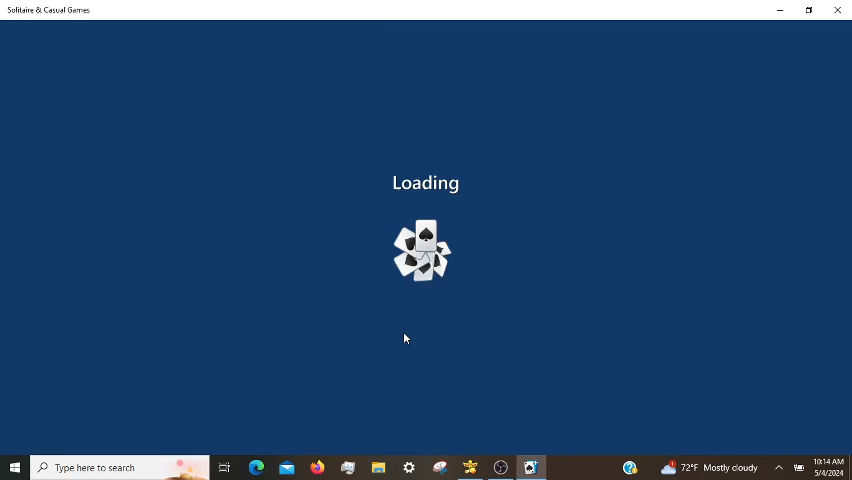 Solitaire & Casual Games
Loading
Type here to search
72°F Mostly cloudy
10:14 AM
5/4/2024